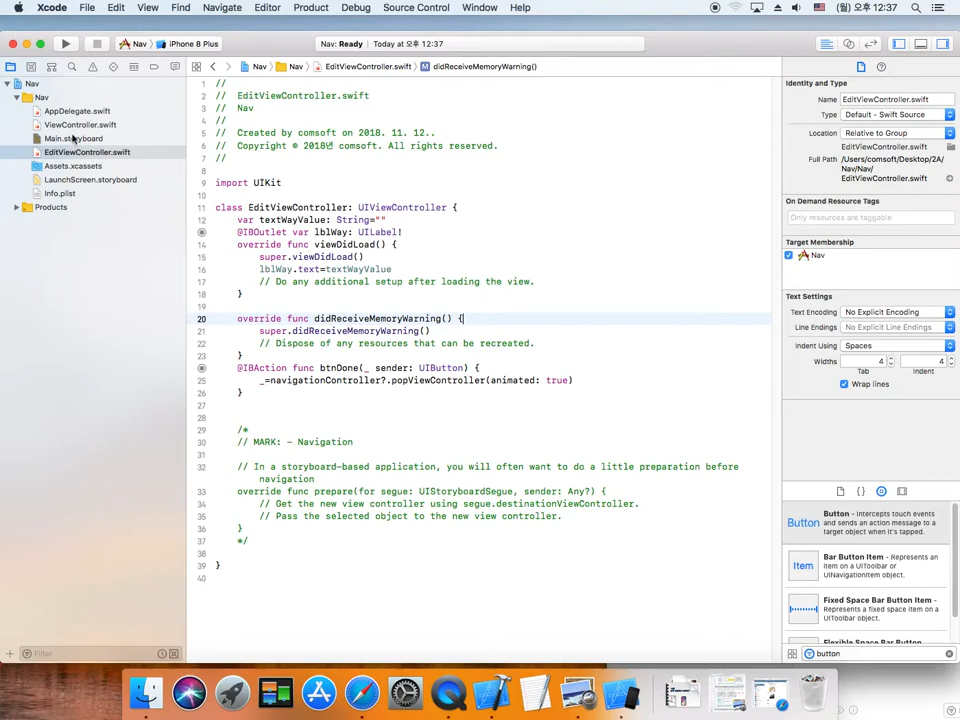 Xcode File Edit View Find Navigate Editor Product Debug Source Control Window Help (월) 오후 12:37
Nav iPhone 8 Plus Nav: Ready Today at 오후 12:37
Nav Nav EditViewController.swift M didReceiveMemoryWarning()
Nav
Nav
AppDelegate.swift
ViewController.swift
Main.storyboard
EditViewController.swift
Assets.xcassets
LaunchScreen.storyboard
Info.plist
Products
Filter
1 //
2 // EditViewController.swift
3 // Nav
4 //
5 // Created by comsoft on 2018. 11. 12..
6 // Copyright © 2018년 comsoft. All rights reserved.
7 //
8
9 import UIKit
10
11 class EditViewController: UIViewController {
12 var textWayValue: String=""
@IBOutlet var lblWay: UILabel!
14 override func viewDidLoad() {
15 super.viewDidLoad()
16 lblWay.text=textWayValue
17 // Do any additional setup after loading the view.
18 }
19
20 override func didReceiveMemoryWarning() {
21 super.didReceiveMemoryWarning()
22 // Dispose of any resources that can be recreated.
23 }
@IBAction func btnDone(_ sender: UIButton) {
25 _=navigationController?.popViewController(animated: true)
26 }
27
28
29 /*
30 // MARK: - Navigation
31
32 // In a storyboard-based application, you will often want to do a little preparation before
navigation
33 override func prepare(for segue: UIStoryboardSegue, sender: Any?) {
34 // Get the new view controller using segue.destinationViewController.
35 // Pass the selected object to the new view controller.
36 }
37 */
38
39 }
40
Identity and Type
Name EditViewController.swift
Type Default - Swift Source
Location Relative to Group
EditViewController.swift
Full Path /Users/comsoft/Desktop/2A/
Nav/Nav/
EditViewController.swift
On Demand Resource Tags
Only resources are taggable
Target Membership
Nav
Text Settings
Text Encoding No Explicit Encoding
Line Endings No Explicit Line Endings
Indent Using Spaces
Widths 4 4
Tab Indent
Wrap lines
Button
Button - Intercepts touch events
and sends an action message to a
target object when it's tapped.
Item
Bar Button Item - Represents an
item on a UIToolbar or
UINavigationItem object.
Fixed Space Bar Button Item -
Represents a fixed space item on a
UIToolbar object.
Flexible Space Bar Button
button